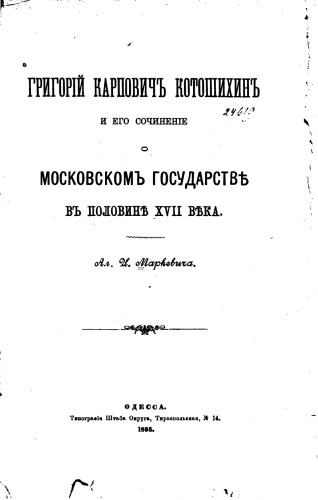 ГРИГОРІЙ КАРПОВИЧЪ КОТОШИХИНЪ
И ЕГО СОЧИНЕНІЕ
О
МОСКОВСКОМЪ ГОСУДАРСТВѢ
ВЪ ПОЛОВИНѢ XVII ВѢКА.
Ал. И. Маркевича.
ОДЕССА.
Типографія Штаба Округа, Тираспольская, № 14.
1895.